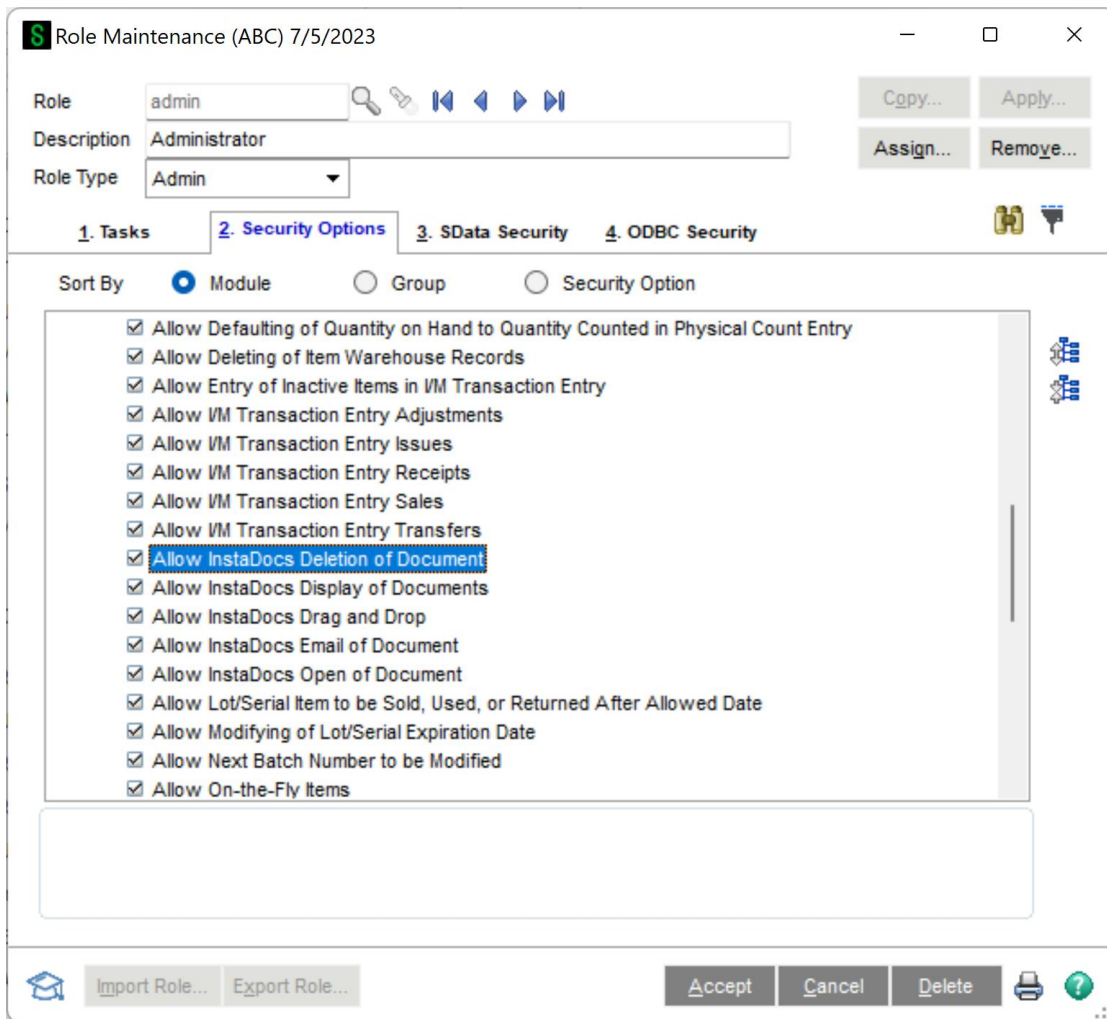 S Role Maintenance (ABC) 7/5/2023
Role admin Copy... Apply...
Description Administrator Assign... Remove...
Role Type Admin
1. Tasks 2. Security Options 3. SData Security 4. ODBC Security
Sort By Module Group Security Option
Allow Defaulting of Quantity on Hand to Quantity Counted in Physical Count Entry
Allow Deleting of Item Warehouse Records
Allow Entry of Inactive Items in I/M Transaction Entry
Allow I/M Transaction Entry Adjustments
Allow I/M Transaction Entry Issues
Allow I/M Transaction Entry Receipts
Allow I/M Transaction Entry Sales
Allow I/M Transaction Entry Transfers
Allow InstaDocs Deletion of Document
Allow InstaDocs Display of Documents
Allow InstaDocs Drag and Drop
Allow InstaDocs Email of Document
Allow InstaDocs Open of Document
Allow Lot/Serial Item to be Sold, Used, or Returned After Allowed Date
Allow Modifying of Lot/Serial Expiration Date
Allow Next Batch Number to be Modified
Allow On-the-Fly Items
Import Role... Export Role... Accept Cancel Delete ?